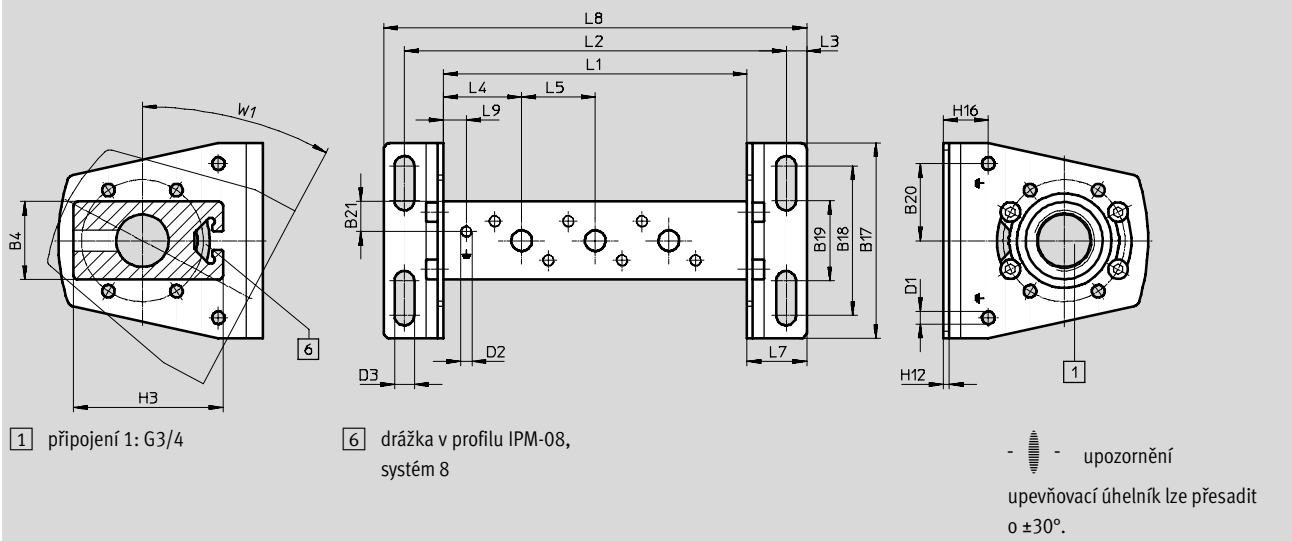 L8
L2
L3
L1
L4
L5
L9
W1
H16
B21
B4
B19
B18
B17
B20
D1
6
D2
D3
L7
H12
1
H3
1 připojení 1: G3/4
6 drážka v profilu IPM-08,
systém 8
- - upozornění
upevňovací úhelník lze přesadit
o ±30°.